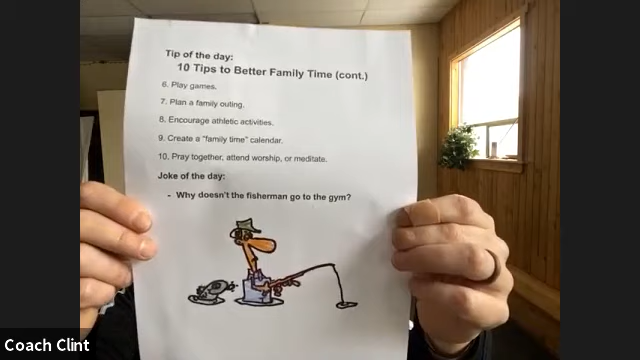 Tip of the day:
10 Tips to Better Family Time (cont.)
6. Play games.
7. Plan a family outing.
8. Encourage athletic activities.
9. Create a "family time" calendar.
10. Pray together, attend worship, or meditate.
Joke of the day:
- Why doesn't the fisherman go to the gym?
Coach Clint